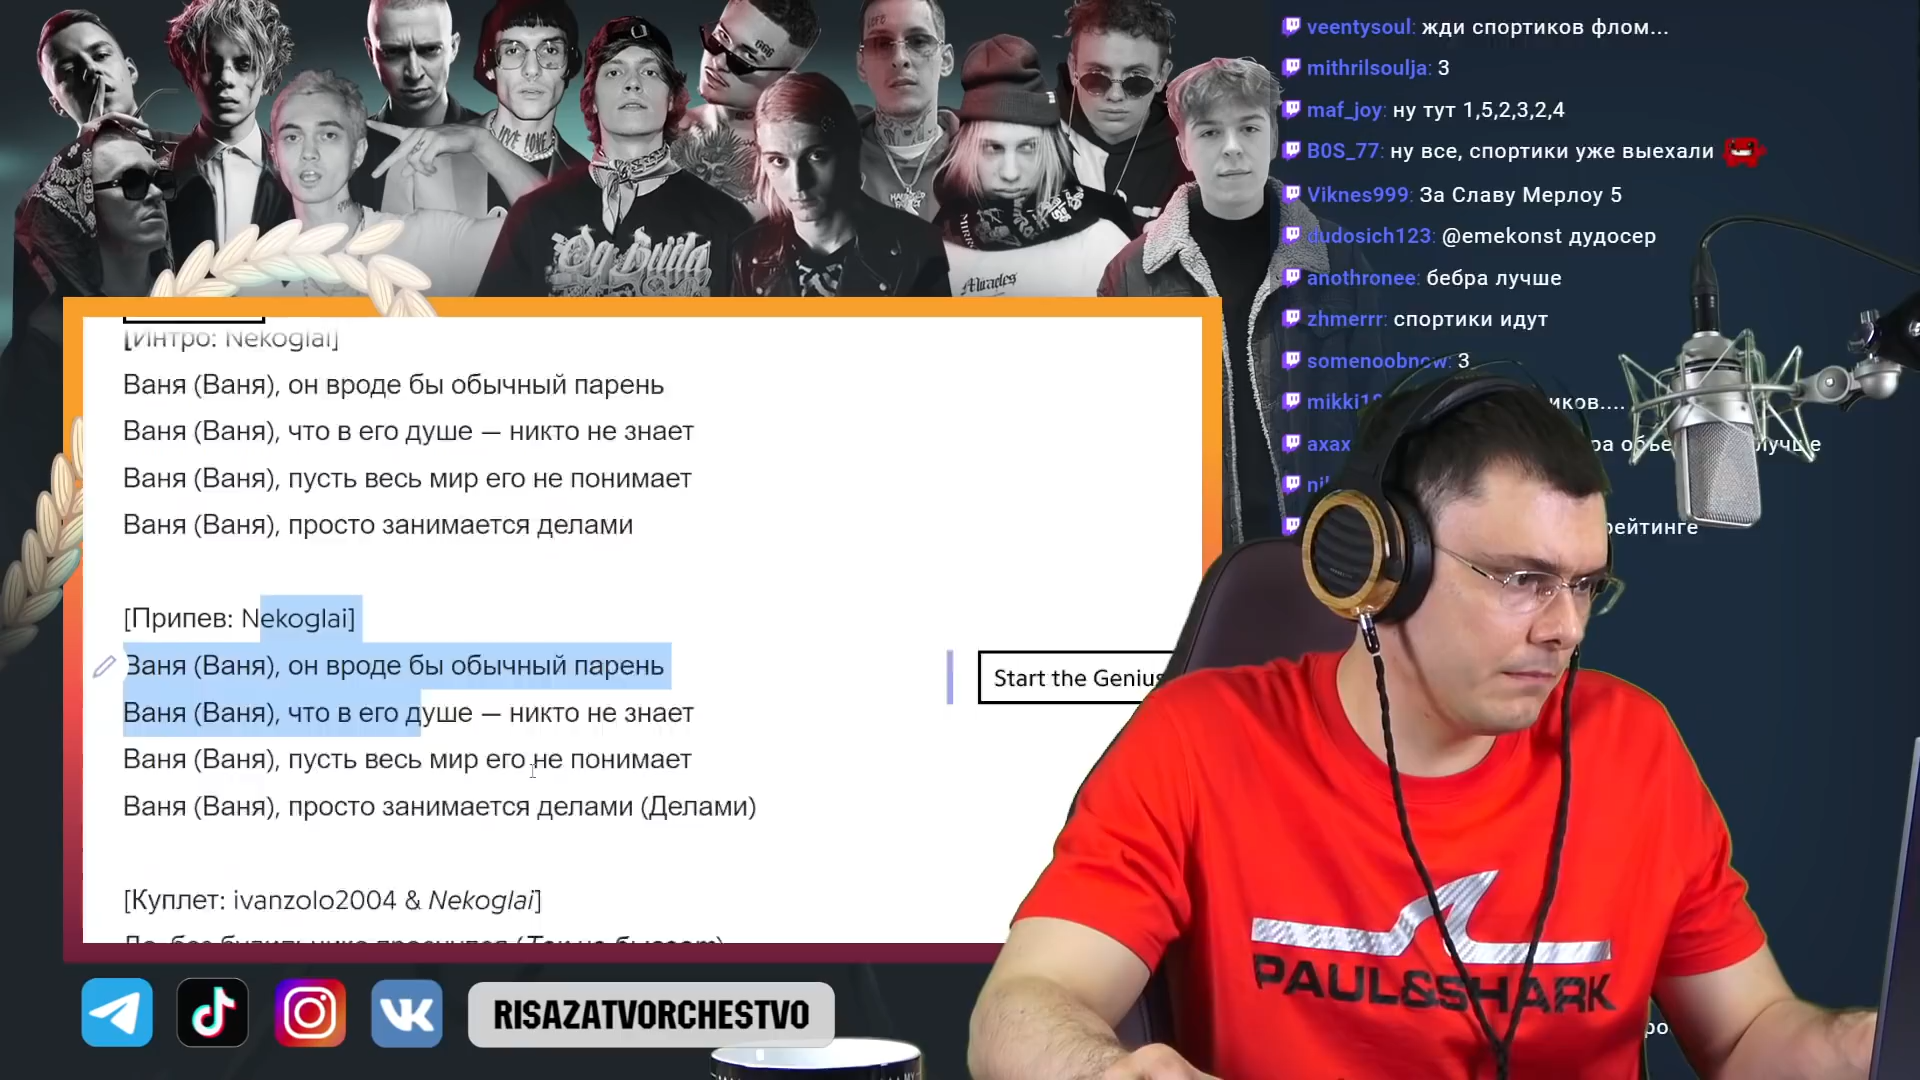 [Интро: Nekoglai]
Ваня (Ваня), он вроде бы обычный парень
Ваня (Ваня), что в его душе — никто не знает
Ваня (Ваня), пусть весь мир его не понимает
Ваня (Ваня), просто занимается делами
[Припев: Nekoglai]
Ваня (Ваня), он вроде бы обычный парень
Ваня (Ваня), что в его душе — никто не знает
Ваня (Ваня), пусть весь мир его не понимает
Ваня (Ваня), просто занимается делами (Делами)
[Куплет: ivanzolo2004 & Nekoglai]
Start the Genius
veentysoul: жди спортиков флом...
mithrilsoulja: 3
maf_joy: ну тут 1,5,2,3,2,4
B0S_77: ну все, спортики уже выехали
Viknes999: За Славу Мерлоу 5
dudosich123: @emekonst дудосер
anothronee: бебра лучше
zhmerrr: спортики идут
somenoobnow: 3
рейтинге
Og Buda
Miracles
PAUL&SHARK
RISAZATVORCHESTVO